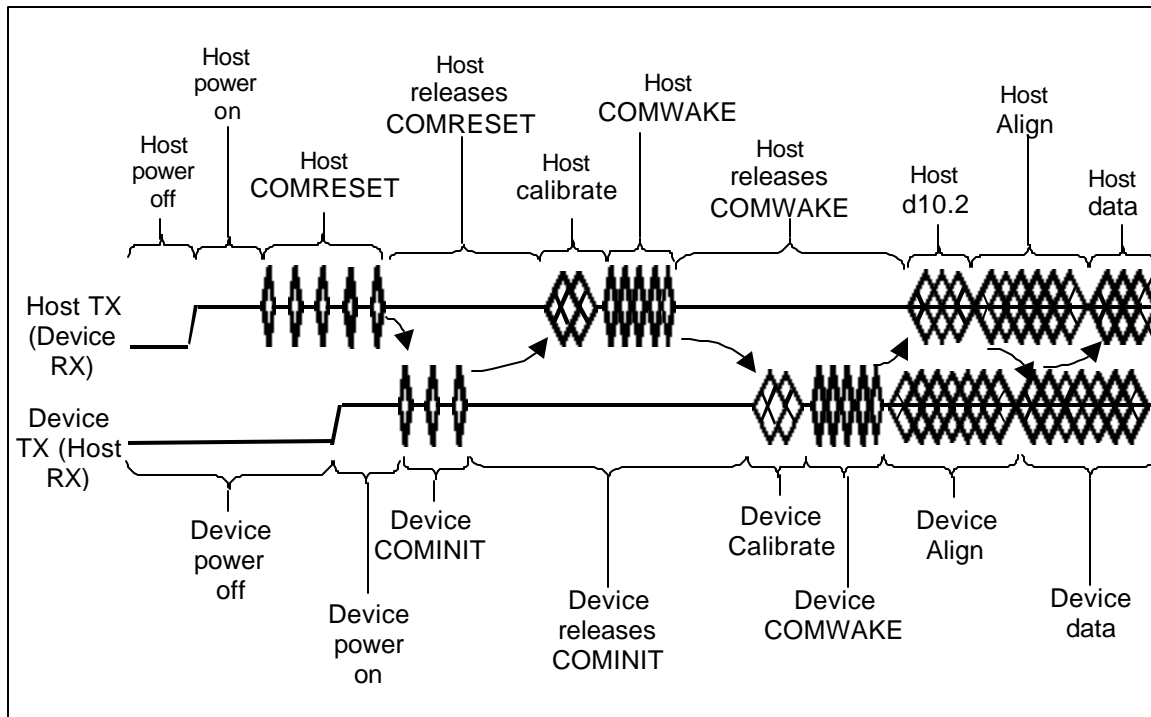 Host
power
off
Host
power
on
Host
COMRESET
Host
releases
COMRESET
Host
calibrate
Host
COMWAKE
Host
releases
COMWAKE
Host
d10.2
Host
Align
Host
data
Host TX
(Device
RX)
Device
TX (Host
RX)
Device
power
off
Device
power
on
Device
COMINIT
Device
releases
COMINIT
Device
Calibrate
Device
COMWAKE
Device
Align
Device
data